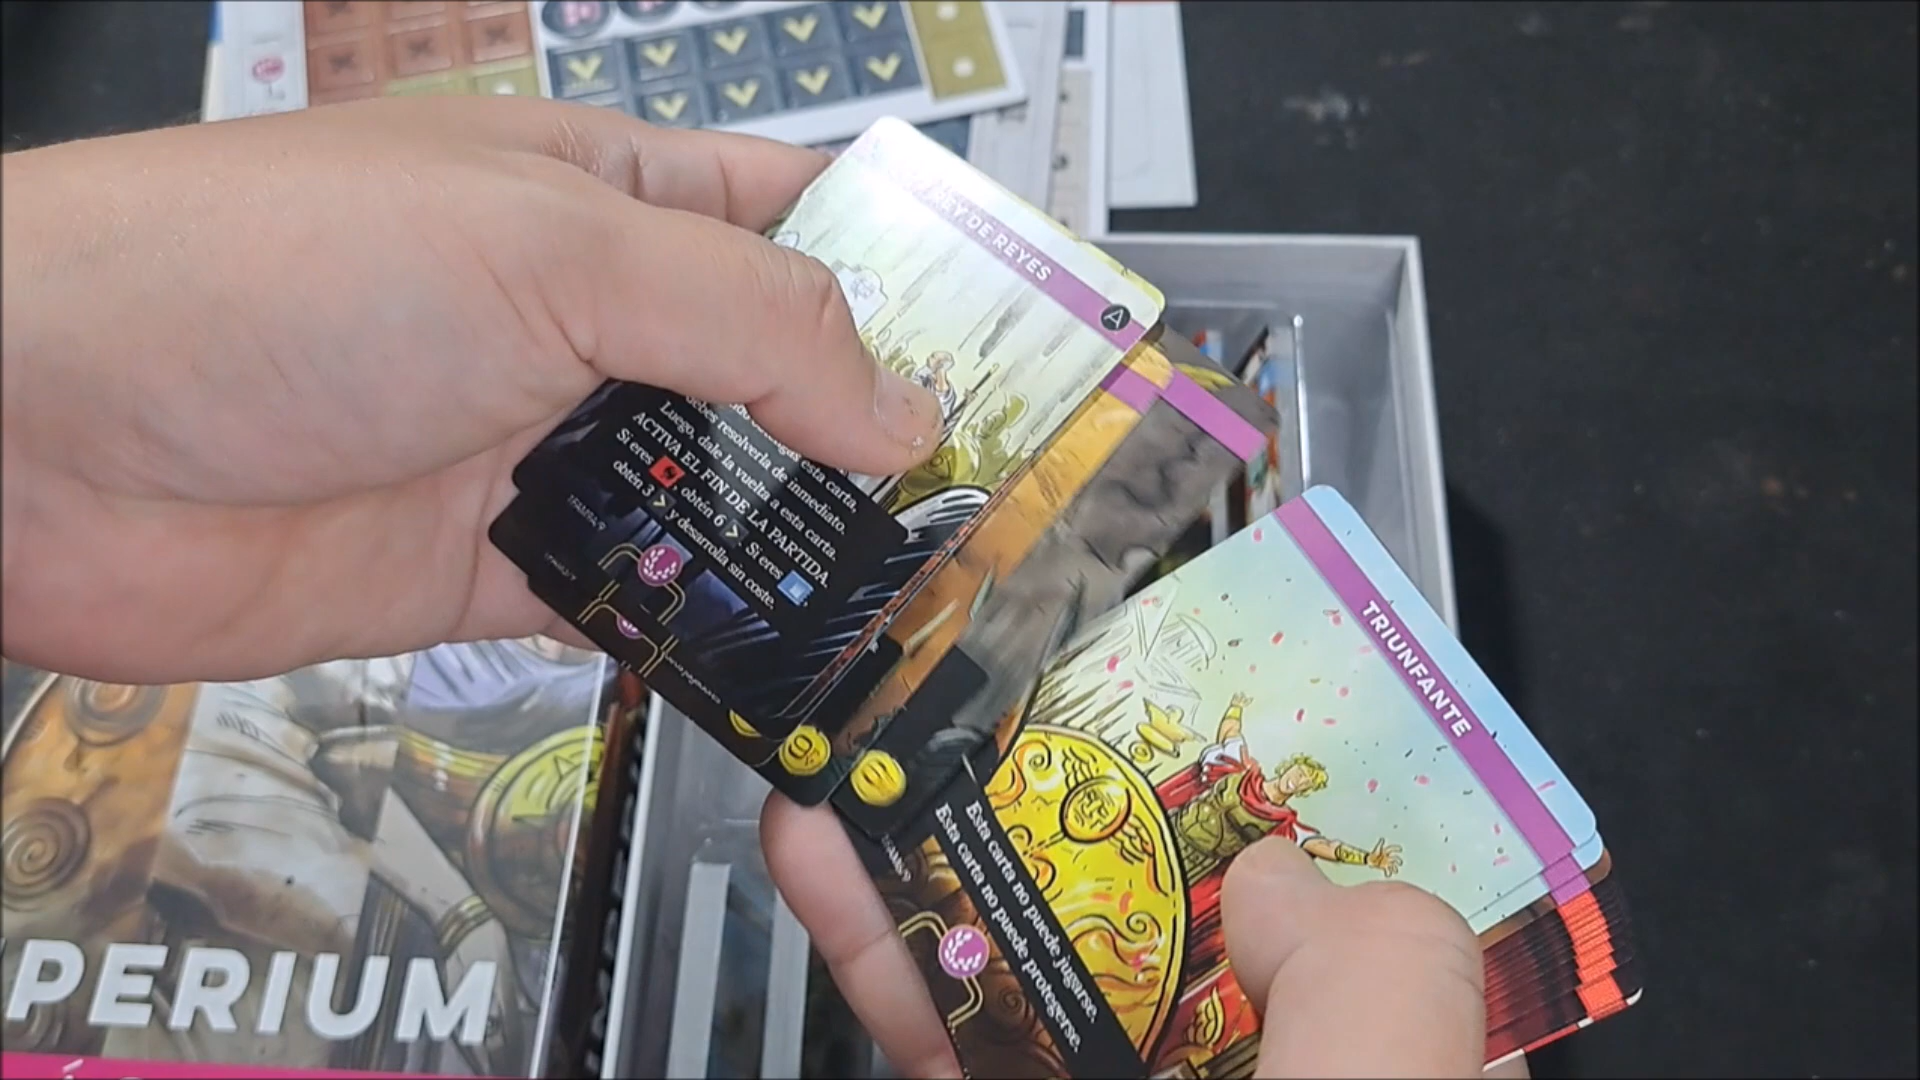 REY DE REYES
A
esta carta,
debes resolverla de inmediato.
Luego, dale la vuelta a esta carta.
ACTIVA EL FIN DE LA PARTIDA.
Si eres , obtén 6 . Si eres ,
obtén 3 y desarrolla sin coste.
TRIUNFANTE
Esta carta no puede jugarse.
Esta carta no puede protegerse.
PERIUM